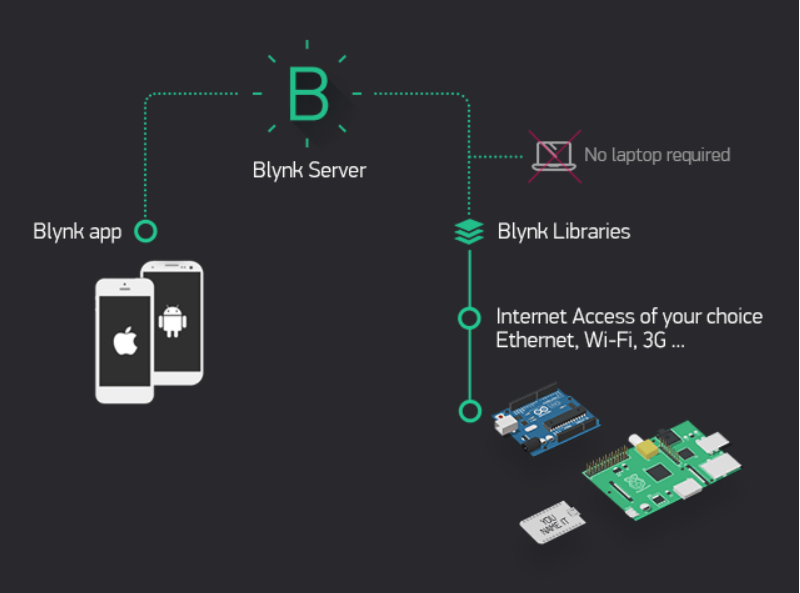 B
Blynk Server
No laptop required
Blynk app
Blynk Libraries
Internet Access of your choice
Ethernet, Wi-Fi, 3G ...
YOU
NAME IT